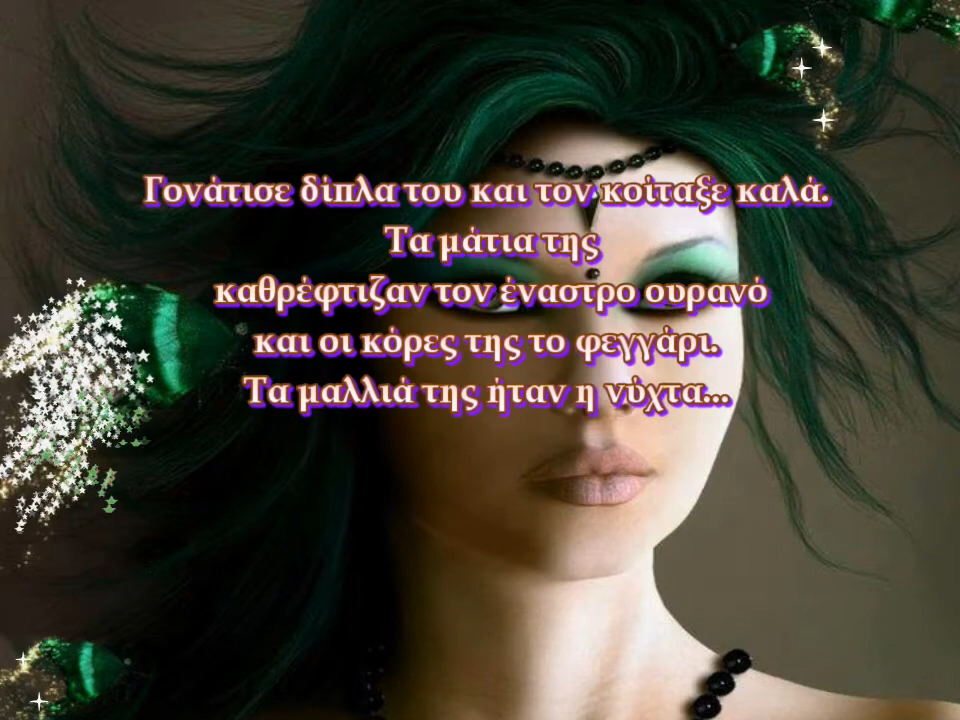 Γονάτισε δίπλα του και τον κοίταξε καλά.
Τα μάτια της
καθρέφτιζαν τον έναστρο ουρανό
και οι κόρες της το φεγγάρι.
Τα μαλλιά της ήταν η νύχτα...